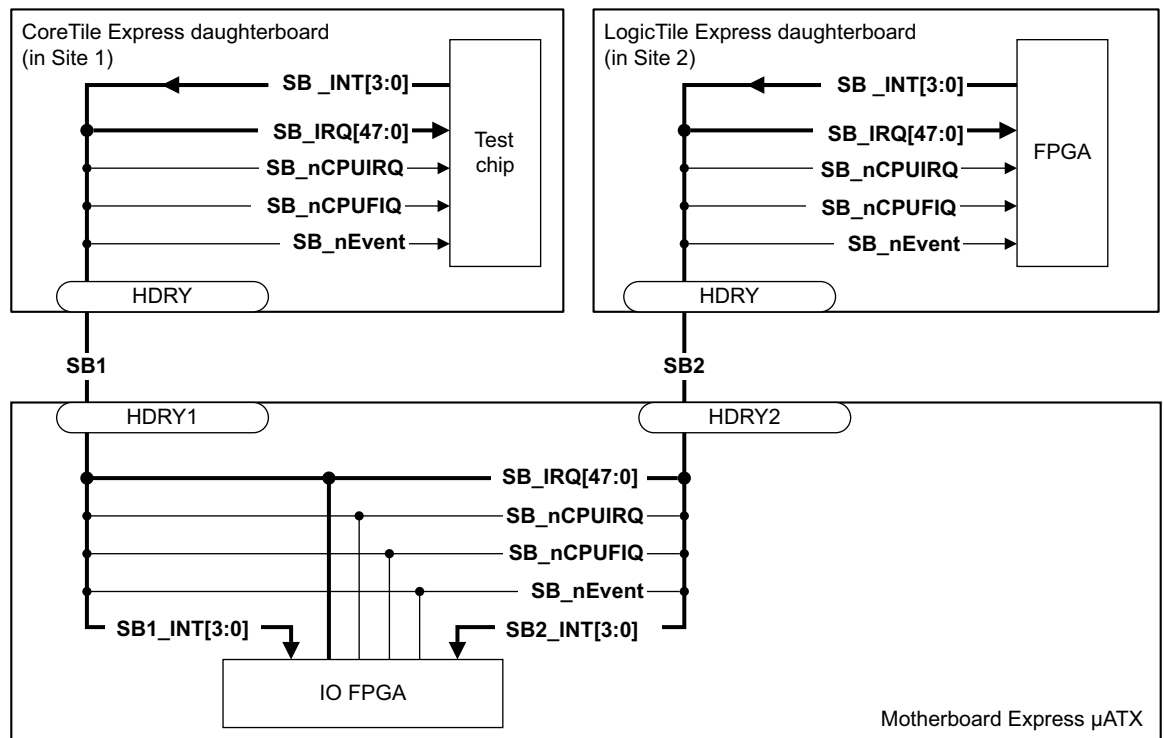 CoreTile Express daughterboard
(in Site 1)
SB _INT[3:0]
SB_IRQ[47:0]
SB_nCPUIRQ
SB_nCPUFIQ
SB_nEvent
Test
chip
HDRY
LogicTile Express daughterboard
(in Site 2)
SB _INT[3:0]
SB_IRQ[47:0]
SB_nCPUIRQ
SB_nCPUFIQ
SB_nEvent
FPGA
HDRY
SB1
SB2
HDRY1
HDRY2
SB_IRQ[47:0]
SB_nCPUIRQ
SB_nCPUFIQ
SB_nEvent
SB1_INT[3:0]
SB2_INT[3:0]
IO FPGA
Motherboard Express µATX